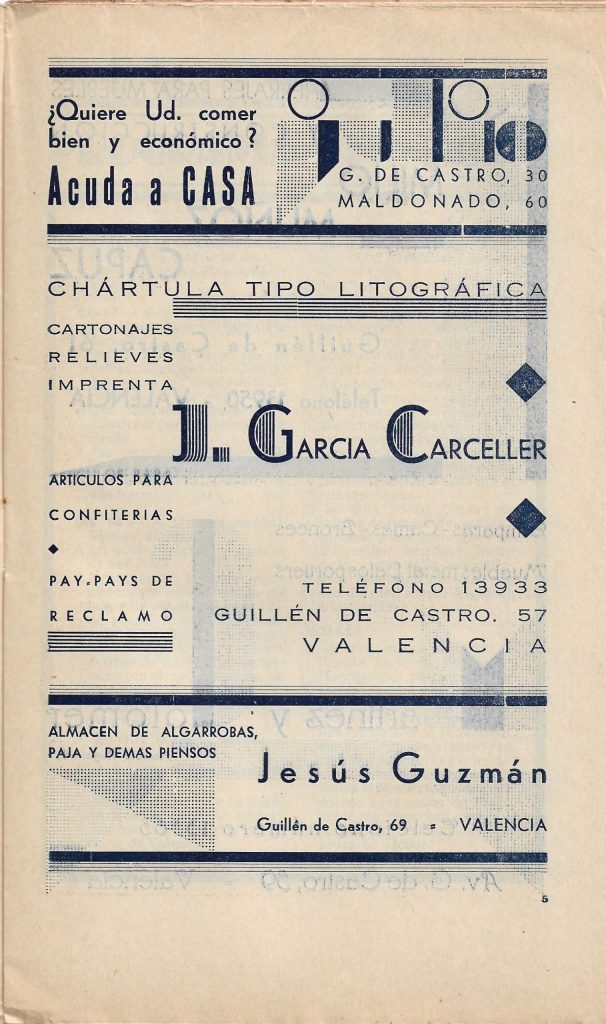 ¿Quiere Ud. comer
bien y económico?
Acuda a CASA
Julio
G. DE CASTRO, 30
MALDONADO, 60
CHÁRTULA TIPO LITOGRÁFICA
CARTONAJES
RELIEVES
IMPRENTA
J. GARCIA CARCELLER
ARTICULOS PARA
CONFITERIAS
PAY-PAYS DE
RECLAMO
TELÉFONO 13933
GUILLÉN DE CASTRO. 57
VALENCIA
ALMACEN DE ALGARROBAS,
PAJA Y DEMAS PIENSOS
Jesús Guzmán
Guillén de Castro, 69 = VALENCIA
5